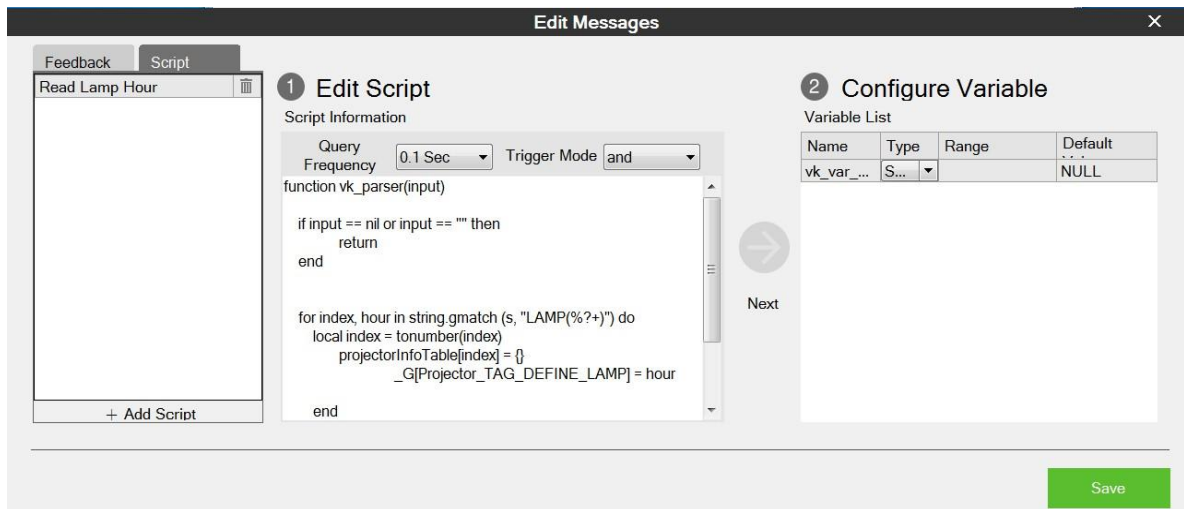 Edit Messages
Feedback
Script
Read Lamp Hour
+ Add Script
1 Edit Script
Script Information
Query Frequency 0.1 Sec Trigger Mode and
function vk_parser(input)
if input == nil or input == "" then
return
end
for index, hour in string.gmatch (s, "LAMP(%?+)") do
local index = tonumber(index)
projectorInfoTable[index] = {}
_G[Projector_TAG_DEFINE_LAMP] = hour
end
Next
2 Configure Variable
Variable List
Name Type Range Default
vk_var_... S... NULL
Save